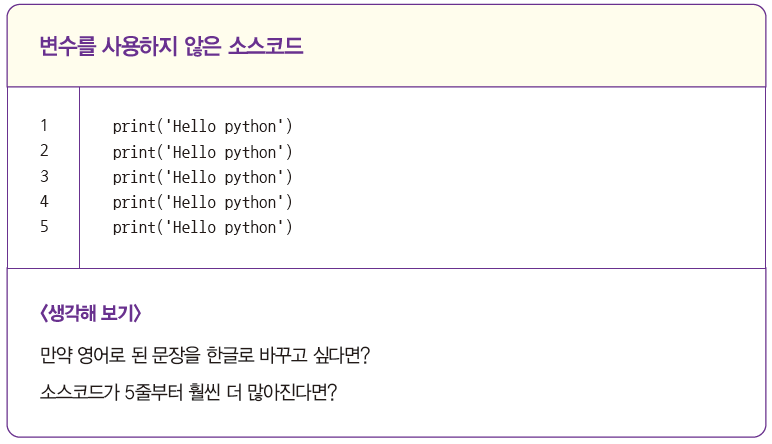 변수를 사용하지 않은 소스코드
1 print('Hello python')
2 print('Hello python')
3 print('Hello python')
4 print('Hello python')
5 print('Hello python')
<생각해 보기>
만약 영어로 된 문장을 한글로 바꾸고 싶다면?
소스코드가 5줄부터 훨씬 더 많아진다면?